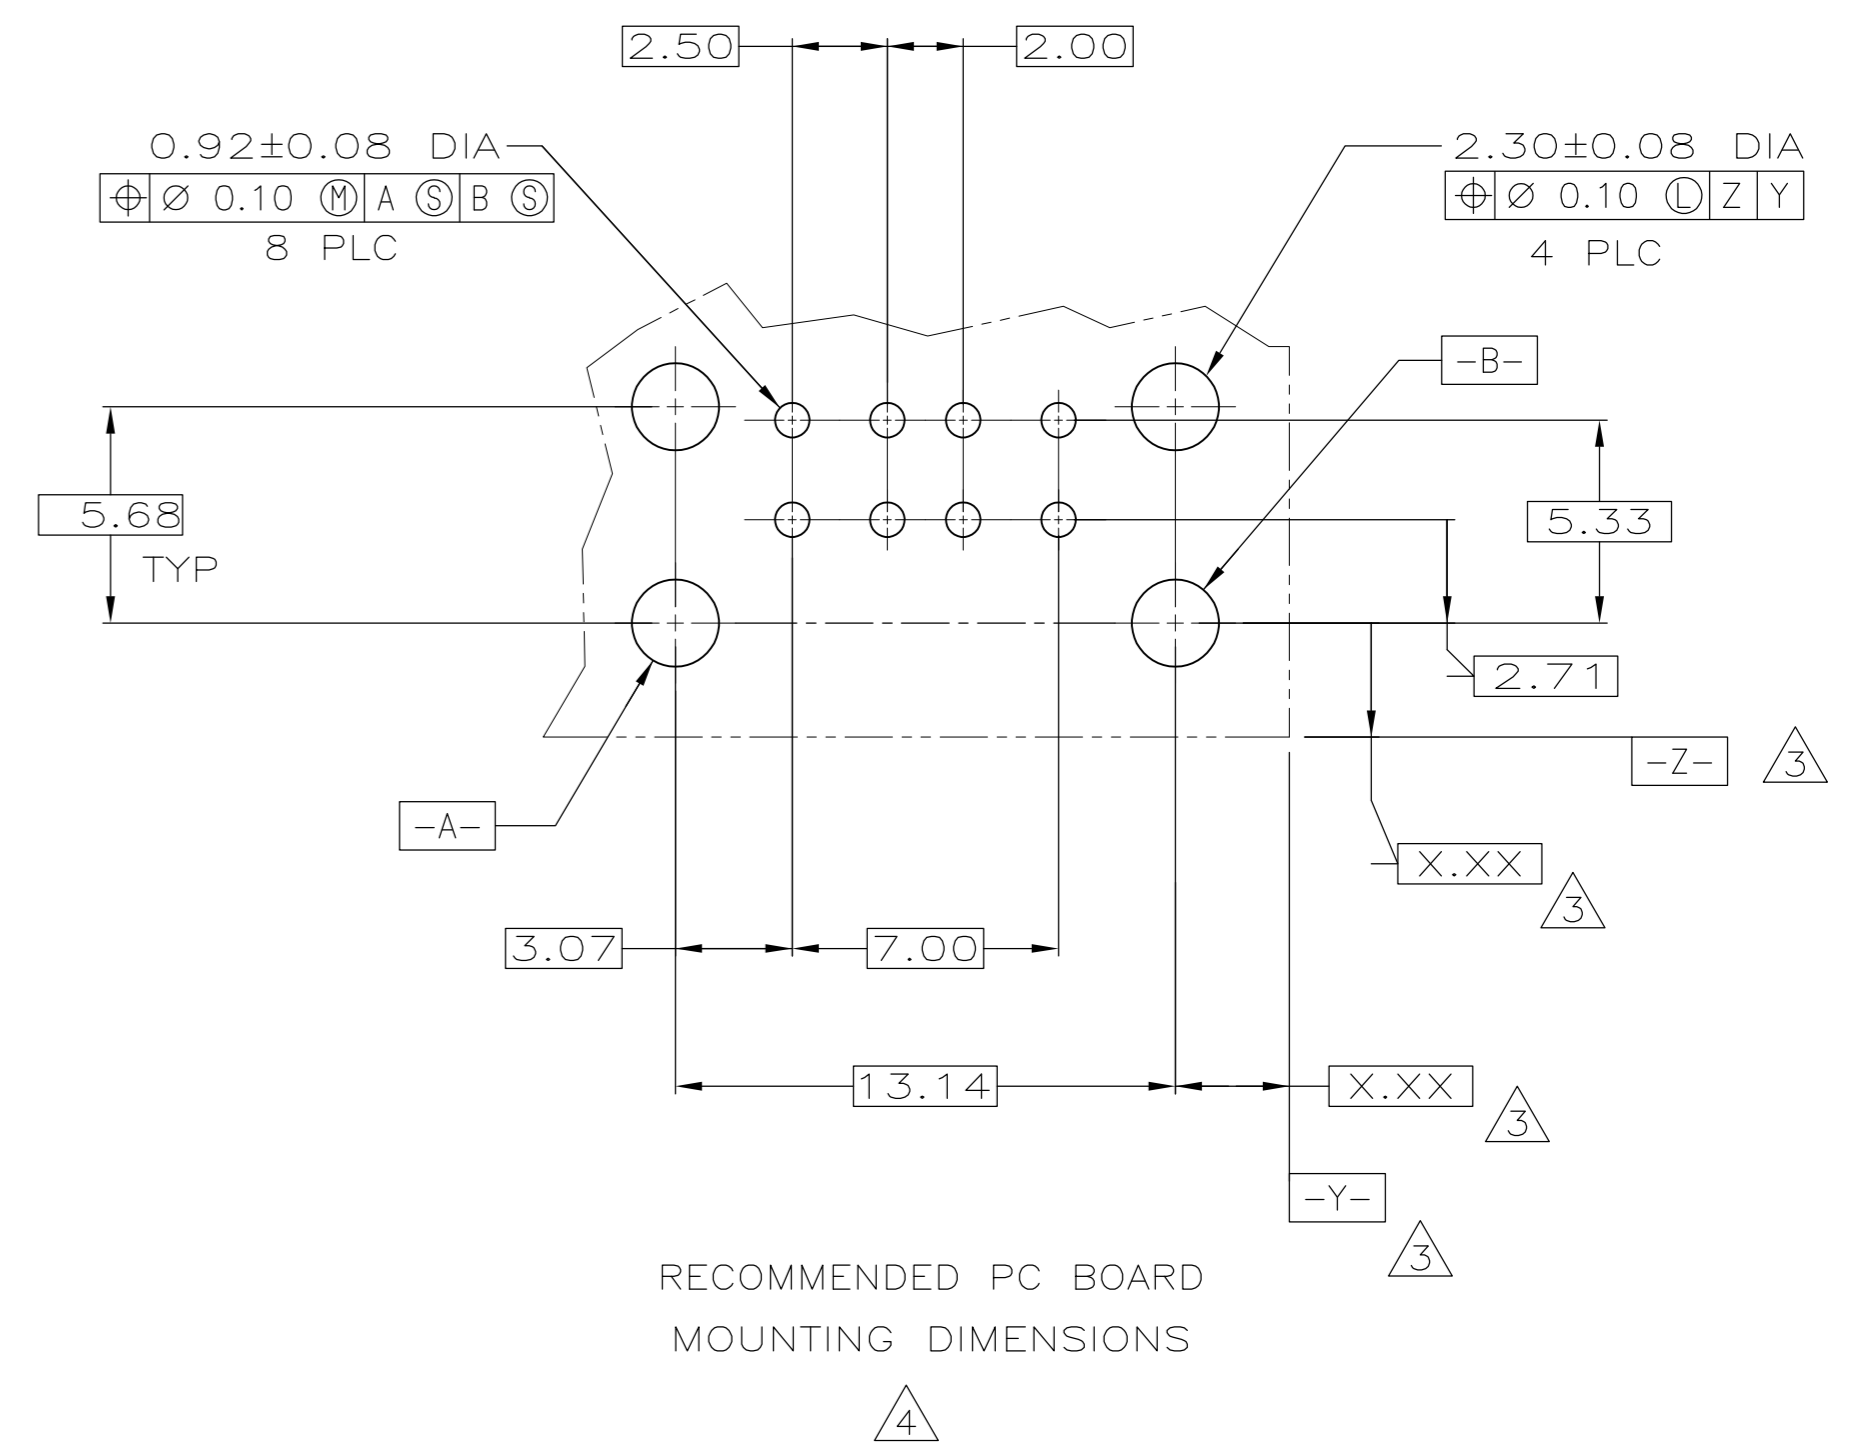 2.50
2.00
0.92±0.08 DIA
⌖ Ø 0.10 Ⓜ A Ⓢ B Ⓢ
8 PLC
2.30±0.08 DIA
⌖ Ø 0.10 Ⓛ Z Y
4 PLC
-B-
5.68
TYP
5.33
2.71
-Z- 3
-A-
X.XX
3
3.07
7.00
13.14
X.XX
3
-Y-
3
RECOMMENDED PC BOARD
MOUNTING DIMENSIONS
4